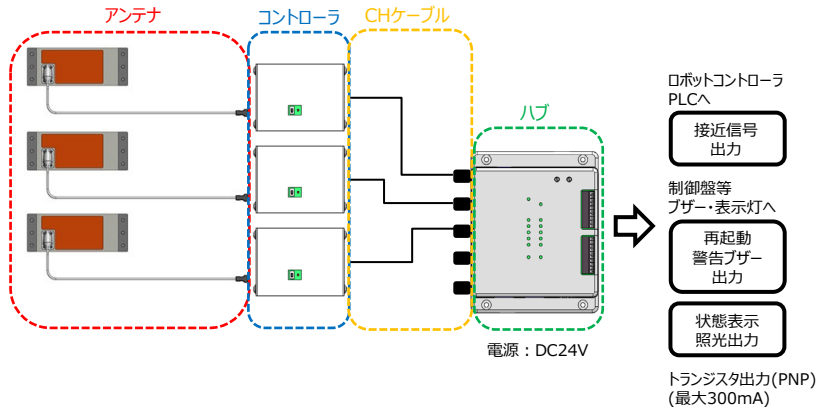 アンテナ
コントローラ
CHケーブル
ハブ
電源：DC24V
ロボットコントローラ
PLCへ
接近信号
出力
制御盤等
ブザー・表示灯へ
再起動
警告ブザー
出力
状態表示
照光出力
トランジスタ出力(PNP)
(最大300mA)